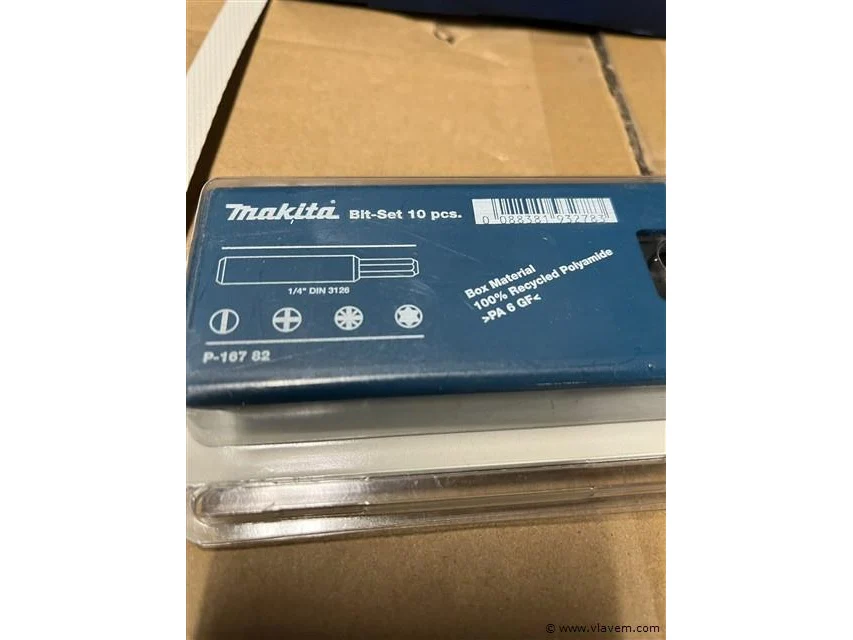 makita Bit-Set 10 pcs.
0 088381 932783
1/4" DIN 3126
Box Material
100% Recycled Polyamide
>PA 6 GF<
P-167 82
© www.vlavem.com